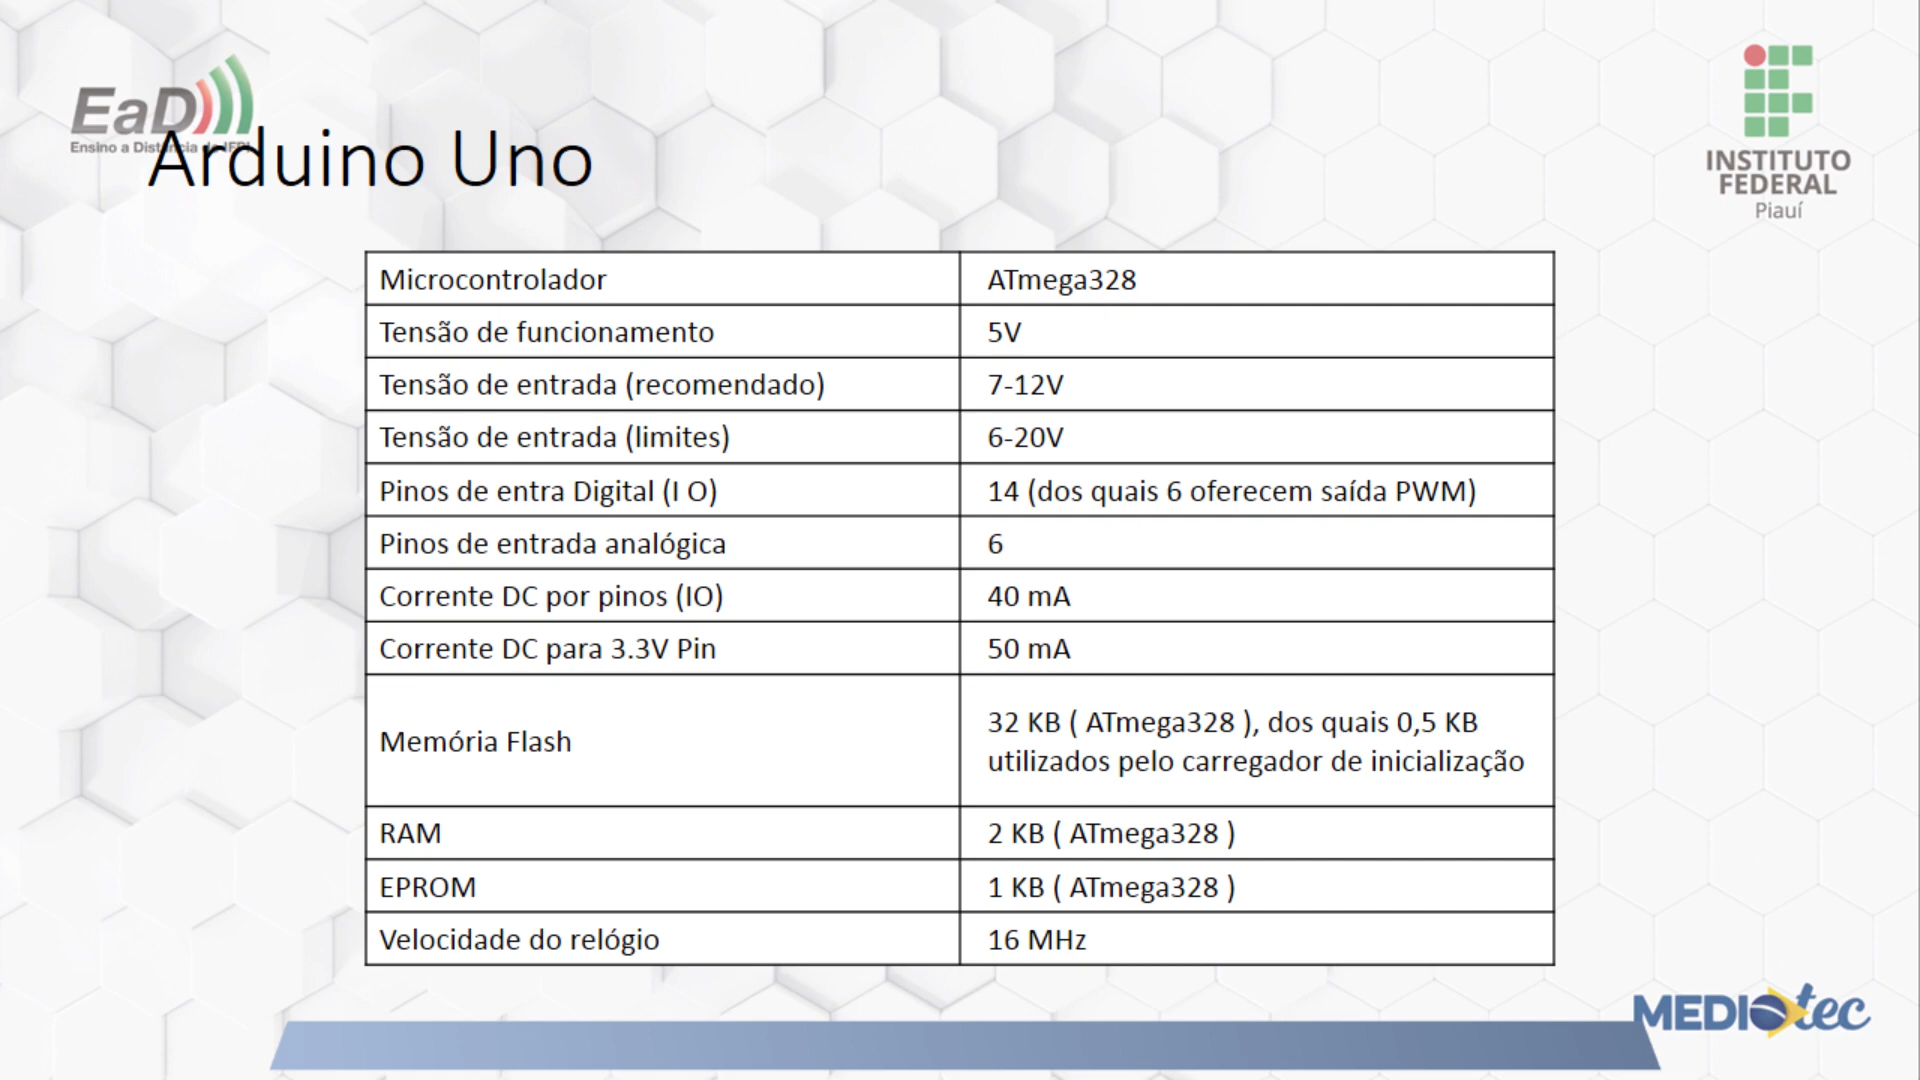 EaD
Ensino a Distância do IFPI
Arduino Uno
INSTITUTO
FEDERAL
Piauí
Microcontrolador ATmega328
Tensão de funcionamento 5V
Tensão de entrada (recomendado) 7-12V
Tensão de entrada (limites) 6-20V
Pinos de entra Digital (I O) 14 (dos quais 6 oferecem saída PWM)
Pinos de entrada analógica 6
Corrente DC por pinos (IO) 40 mA
Corrente DC para 3.3V Pin 50 mA
Memória Flash 32 KB ( ATmega328 ), dos quais 0,5 KB
utilizados pelo carregador de inicialização
RAM 2 KB ( ATmega328 )
EPROM 1 KB ( ATmega328 )
Velocidade do relógio 16 MHz
MEDIOtec